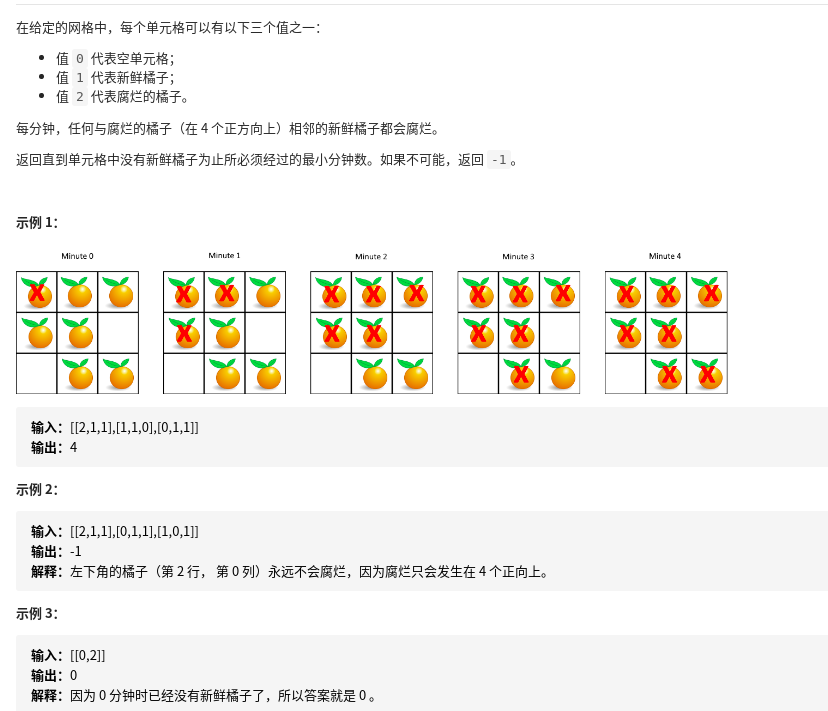 在给定的网格中，每个单元格可以有以下三个值之一：
值 0 代表空单元格；
值 1 代表新鲜橘子；
值 2 代表腐烂的橘子。
每分钟，任何与腐烂的橘子（在 4 个正方向上）相邻的新鲜橘子都会腐烂。
返回直到单元格中没有新鲜橘子为止所必须经过的最小分钟数。如果不可能，返回 -1 。
示例 1：
Minute 0 Minute 1 Minute 2 Minute 3 Minute 4
输入：[[2,1,1],[1,1,0],[0,1,1]]
输出：4
示例 2：
输入：[[2,1,1],[0,1,1],[1,0,1]]
输出：-1
解释：左下角的橘子（第 2 行， 第 0 列）永远不会腐烂，因为腐烂只会发生在 4 个正向上。
示例 3：
输入：[[0,2]]
输出：0
解释：因为 0 分钟时已经没有新鲜橘子了，所以答案就是 0 。